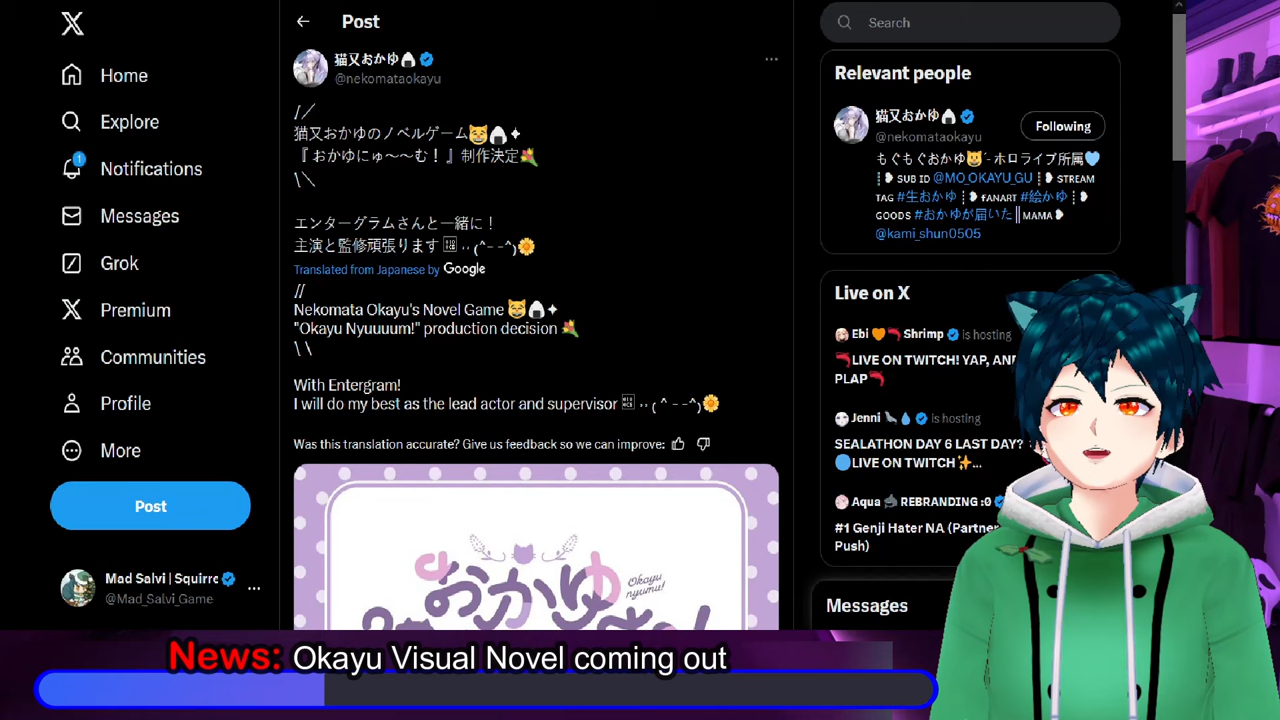 Home
Explore
1
Notifications
Messages
Grok
Premium
Communities
Profile
More
Post
Mad Salvi | Squirre
@Mad_Salvi_Game
Post
猫又おかゆ🍙
@nekomataokayu
/／
猫又おかゆのノベルゲーム😸🍙✦
『 おかゆにゅ〜〜む！』制作決定💐
\＼
エンターグラムさんと一緒に！
主演と監修頑張ります ‥(^- -^)🌼
Translated from Japanese by Google
//
Nekomata Okayu's Novel Game 😸🍙✦
"Okayu Nyuuuum!" production decision 💐
\ \
With Entergram!
I will do my best as the lead actor and supervisor ‥ ( ^ - -^)🌼
Was this translation accurate? Give us feedback so we can improve:
Okayu
nyumu!
おかゆ
Search
Relevant people
猫又おかゆ🍙
@nekomataokayu
Following
もぐもぐおかゆ😺´- ホロライブ所属🩵
┊❥ SUB ID @MO_OKAYU_GU ┊❥ STREAM
TAG #生おかゆ ┊❥ FANART #絵かゆ ┊❥
GOODS #おかゆが届いた ║MAMA❥
@kami_shun0505
Live on X
Ebi 🧡🦐 Shrimp is hosting
🦐LIVE ON TWITCH! YAP, AND
PLAP🦐
Jenni 🦭💧 is hosting
SEALATHON DAY 6 LAST DAY?
🔵LIVE ON TWITCH ✨...
Aqua 🦈 REBRANDING :0
#1 Genji Hater NA (Partner
Push)
Messages
News: Okayu Visual Novel coming out